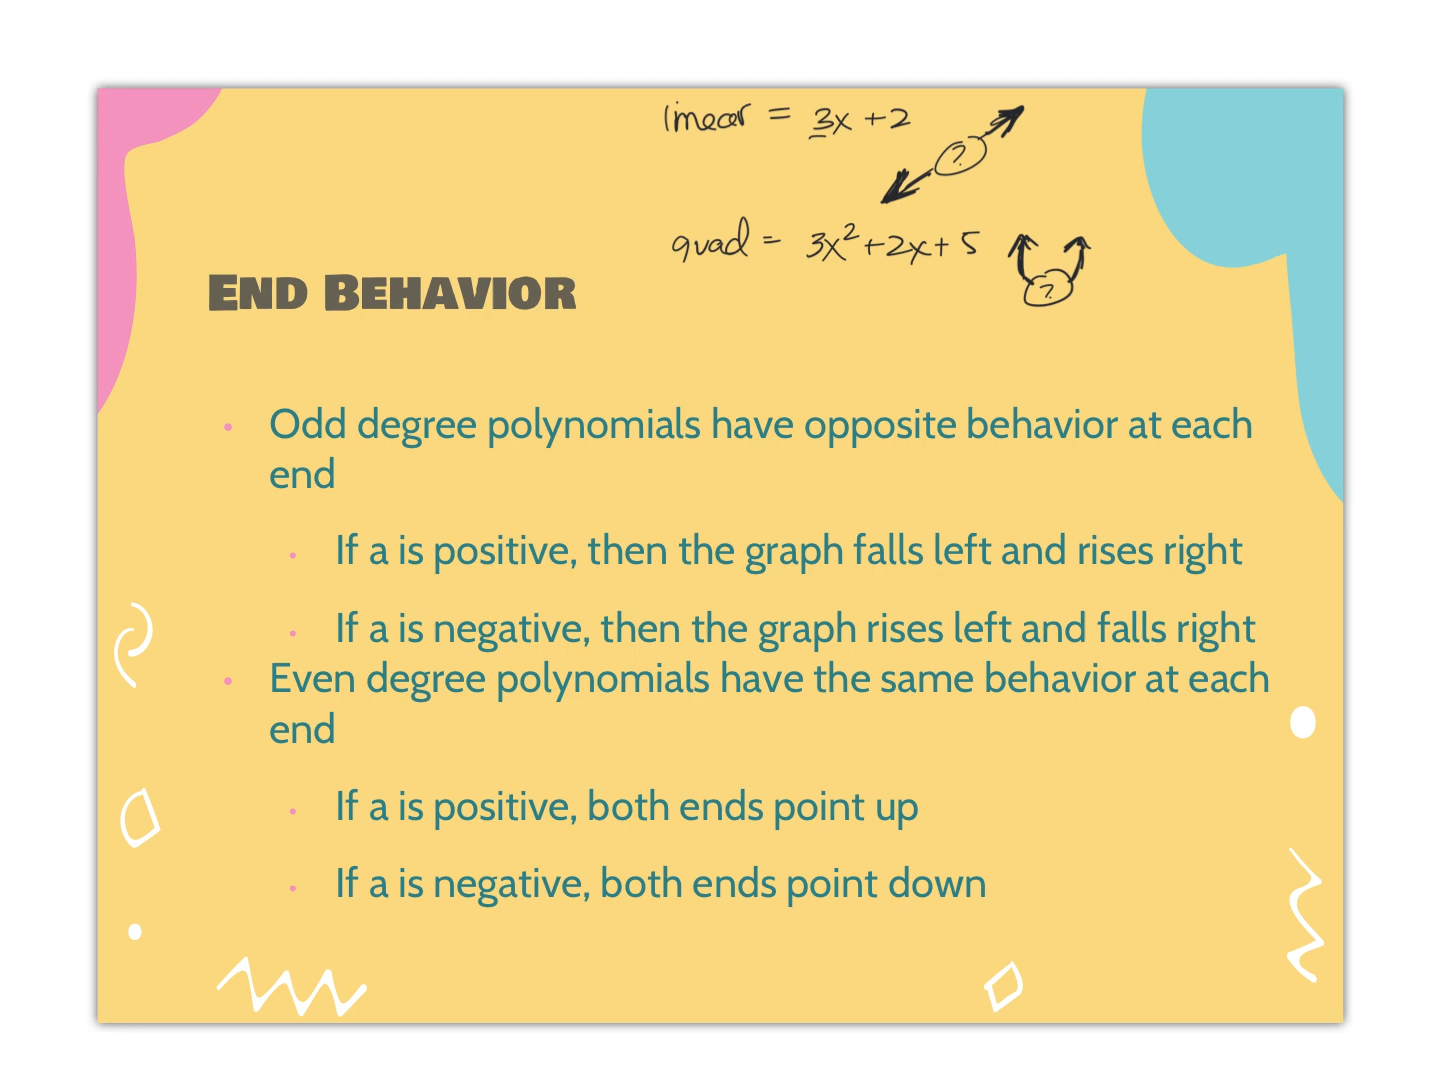 linear = 3x +2
?
quad = 3x²+2x+5
?
END BEHAVIOR
• Odd degree polynomials have opposite behavior at each
end
• If a is positive, then the graph falls left and rises right
• If a is negative, then the graph rises left and falls right
• Even degree polynomials have the same behavior at each
end
• If a is positive, both ends point up
• If a is negative, both ends point down